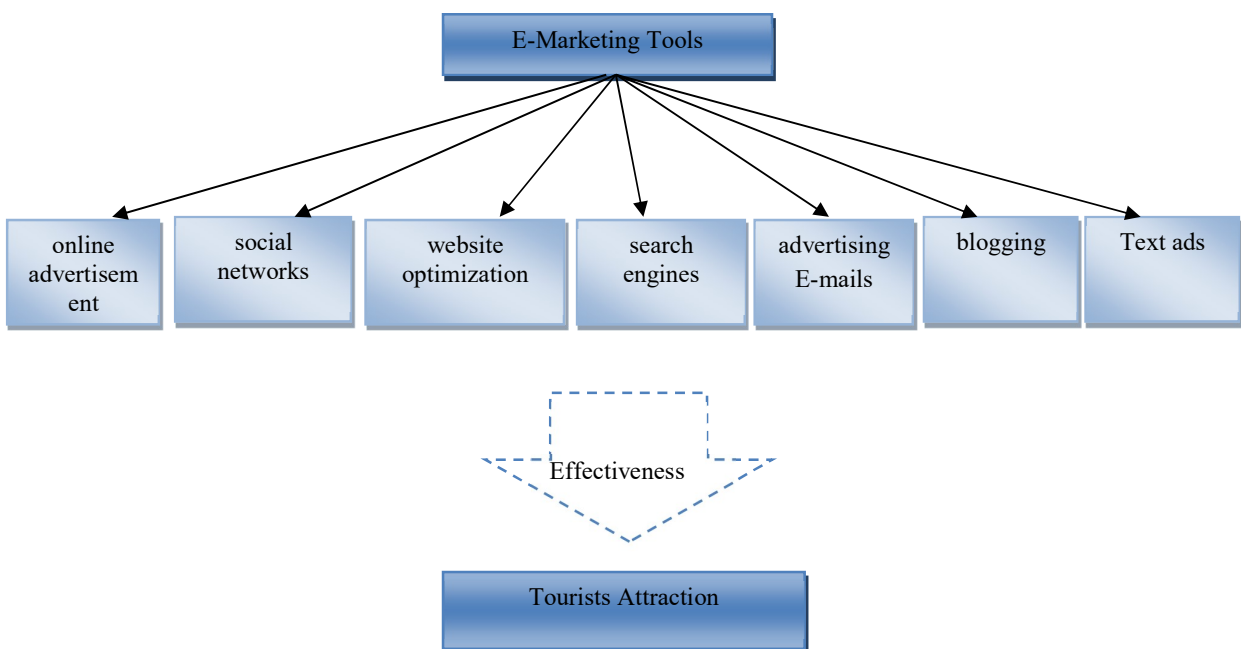 E-Marketing Tools
online
advertisem
ent
social
networks
website
optimization
search
engines
advertising
E-mails
blogging
Text ads
Effectiveness
Tourists Attraction